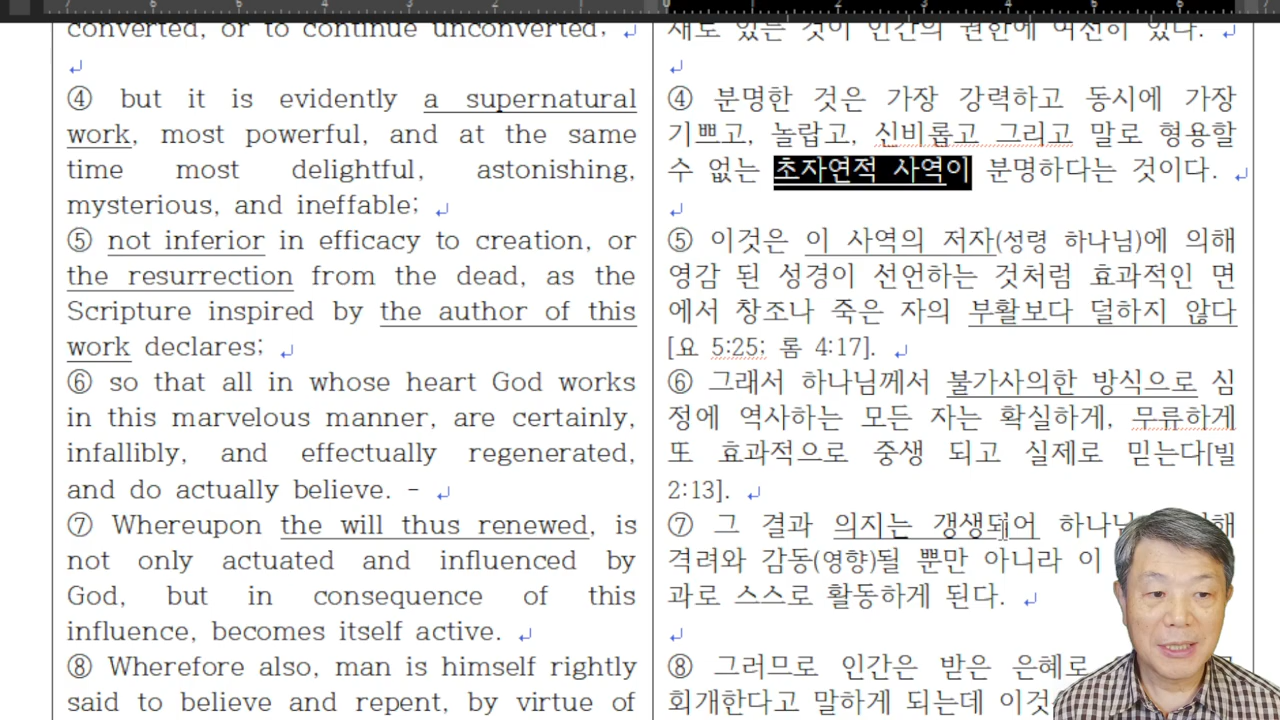 converted, or to continue unconverted;
④ but it is evidently a supernatural
work, most powerful, and at the same
time most delightful, astonishing,
mysterious, and ineffable;
⑤ not inferior in efficacy to creation, or
the resurrection from the dead, as the
Scripture inspired by the author of this
work declares;
⑥ so that all in whose heart God works
in this marvelous manner, are certainly,
infallibly, and effectually regenerated,
and do actually believe. -
⑦ Whereupon the will thus renewed, is
not only actuated and influenced by
God, but in consequence of this
influence, becomes itself active.
⑧ Wherefore also, man is himself rightly
said to believe and repent, by virtue of
재로 있는 것이 인간의 권한에 여전히 있다.
④ 분명한 것은 가장 강력하고 동시에 가장
기쁘고, 놀랍고, 신비롭고 그리고 말로 형용할
수 없는 초자연적 사역이 분명하다는 것이다.
⑤ 이것은 이 사역의 저자(성령 하나님)에 의해
영감 된 성경이 선언하는 것처럼 효과적인 면
에서 창조나 죽은 자의 부활보다 덜하지 않다
[요 5:25; 롬 4:17].
⑥ 그래서 하나님께서 불가사의한 방식으로 심
정에 역사하는 모든 자는 확실하게, 무류하게
또 효과적으로 중생 되고 실제로 믿는다[빌
2:13].
⑦ 그 결과 의지는 갱생되어
격려와 감동(영향)될 뿐만 아니라 이
과로 스스로 활동하게 된다.
⑧ 그러므로 인간은 받은 은혜로
회개한다고 말하게 되는데